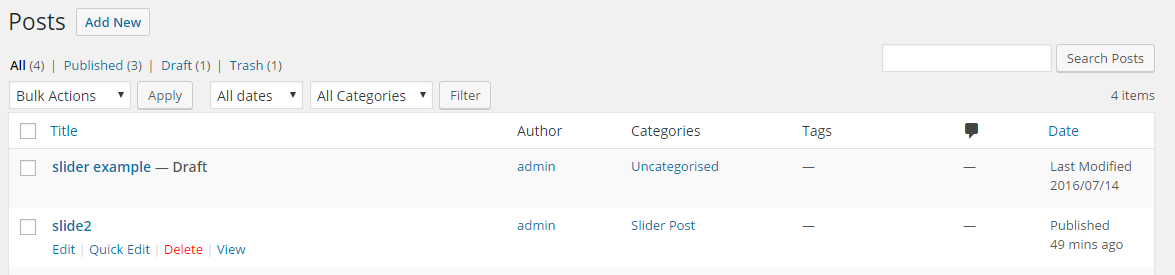 Posts Add New
All (4) | Published (3) | Draft (1) | Trash (1)
Search Posts
Bulk Actions Apply All dates All Categories Filter 4 items
Title Author Categories Tags Date
slider example — Draft admin Uncategorised — — Last Modified
2016/07/14
slide2 admin Slider Post — — Published
Edit | Quick Edit | Delete | View 49 mins ago